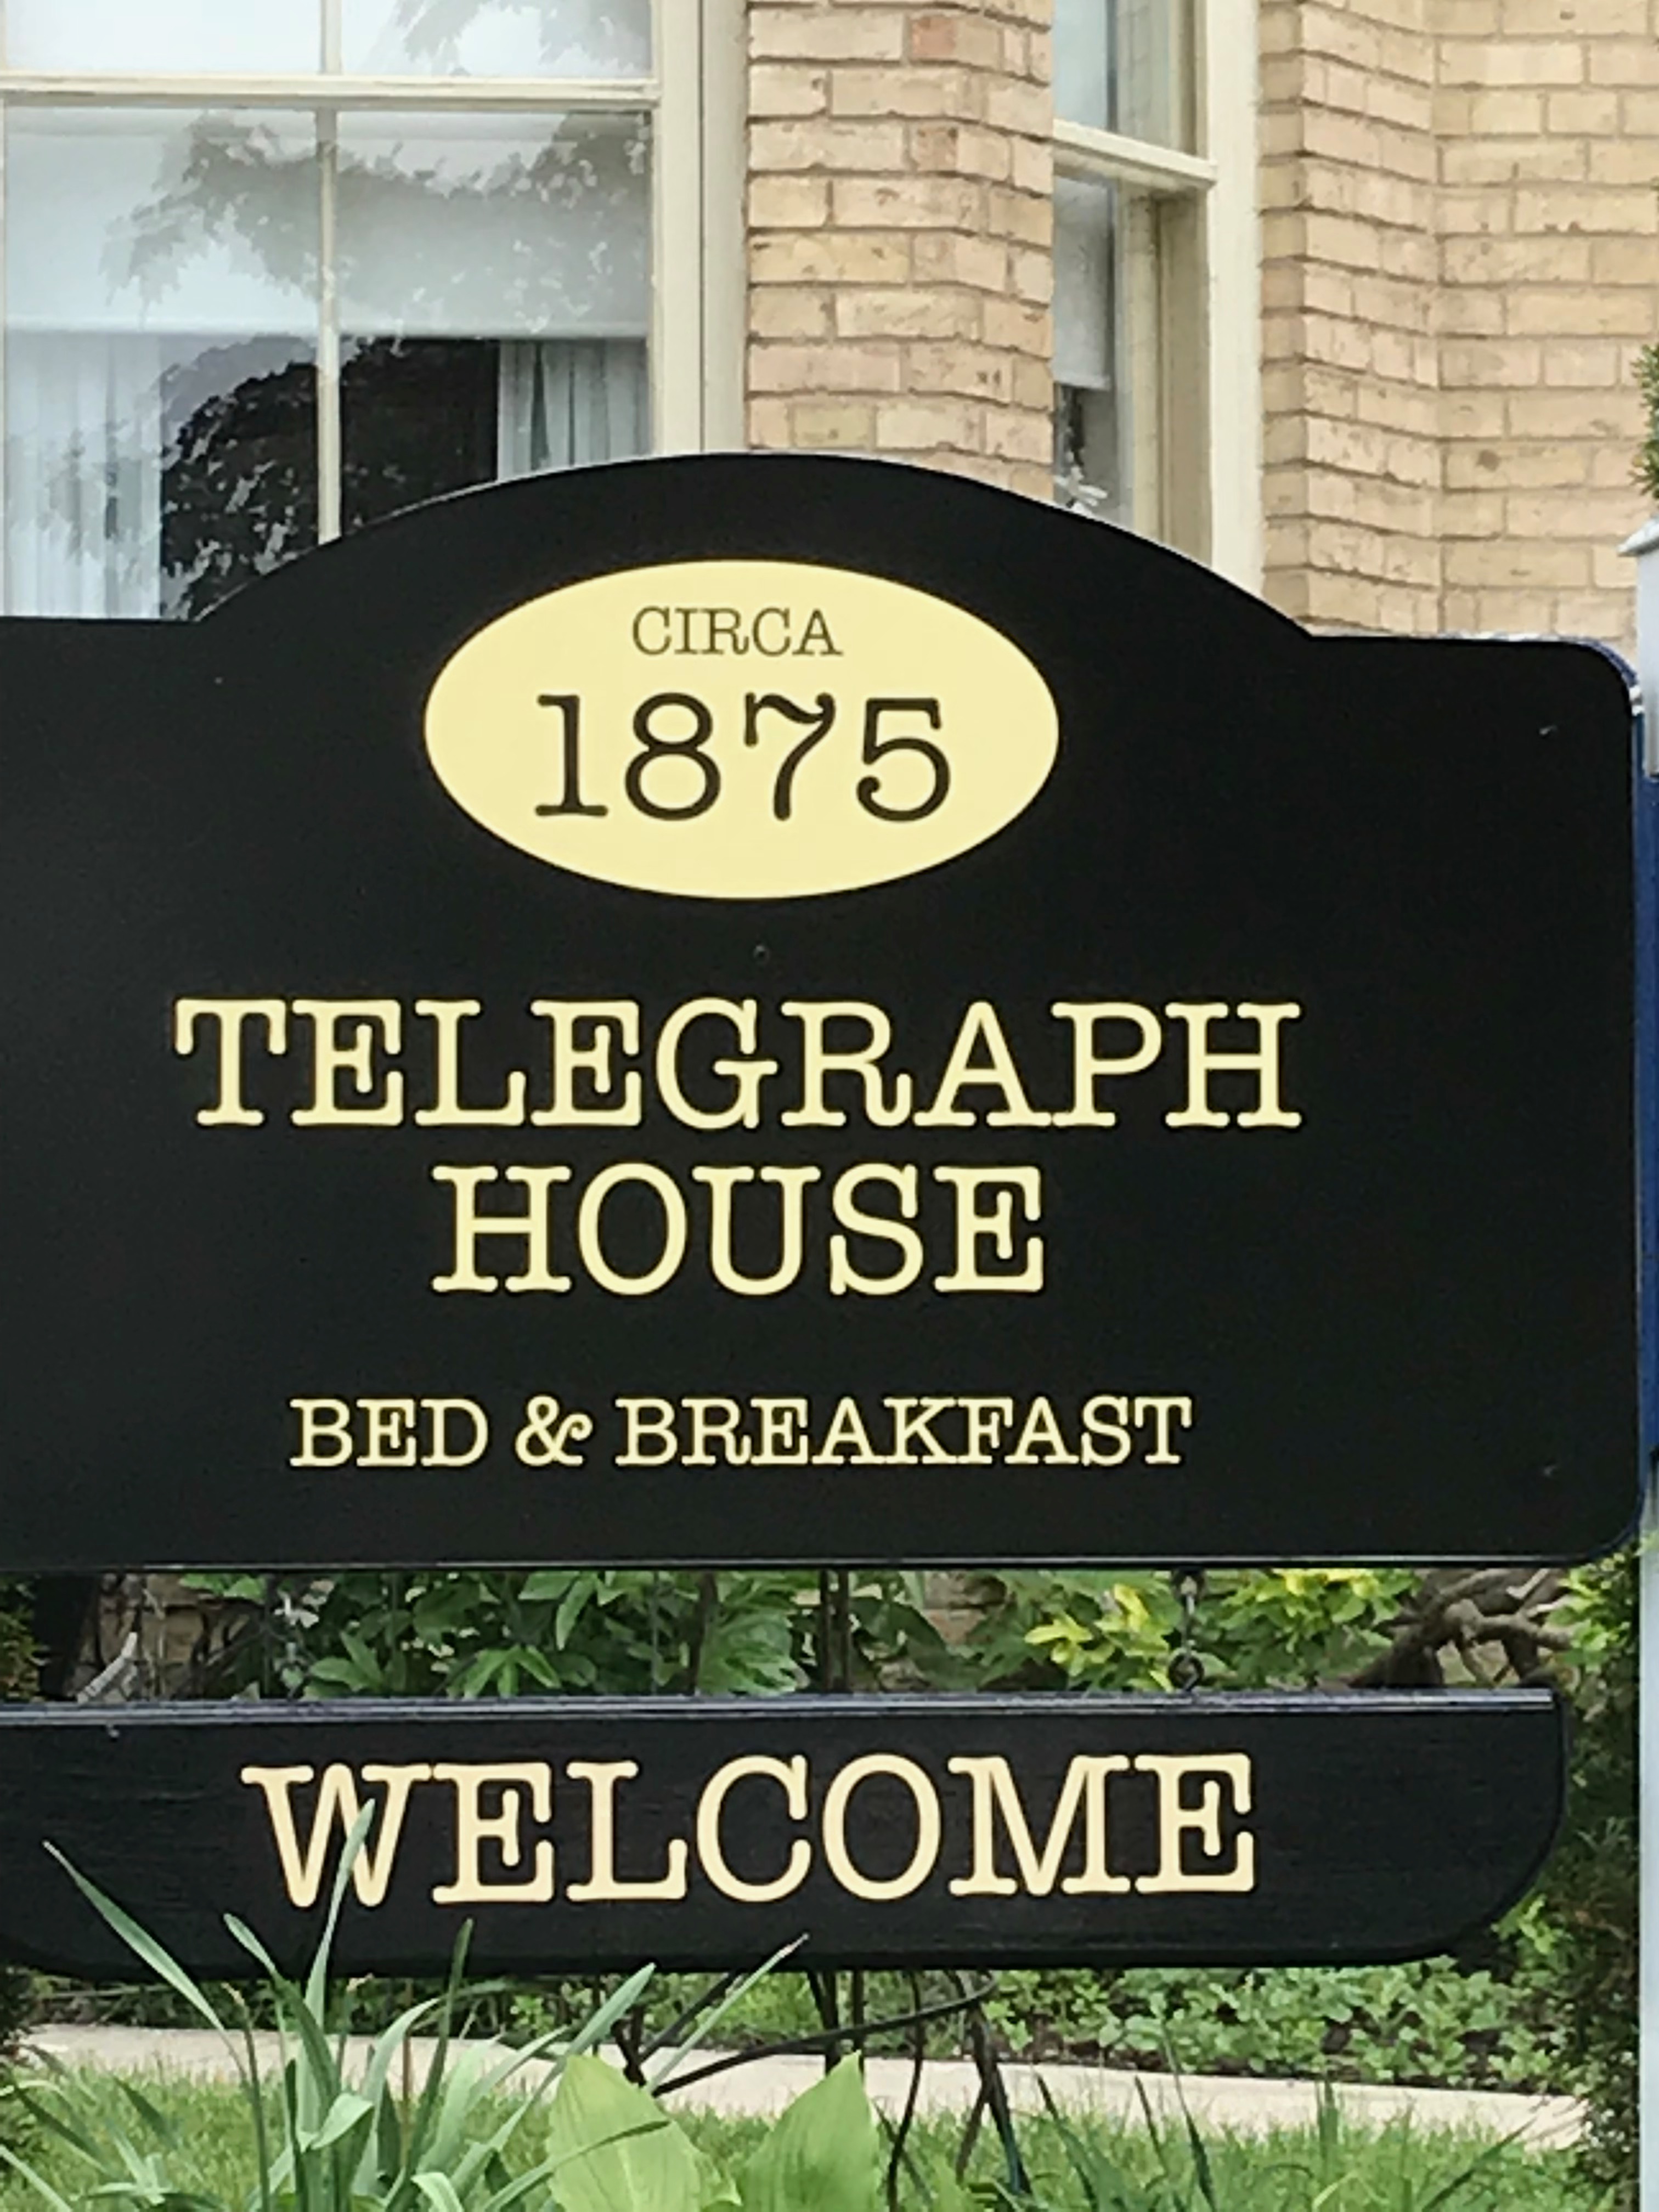 CIRCA
1875
TELEGRAPH
HOUSE
BED & BREAKFAST
WELCOME